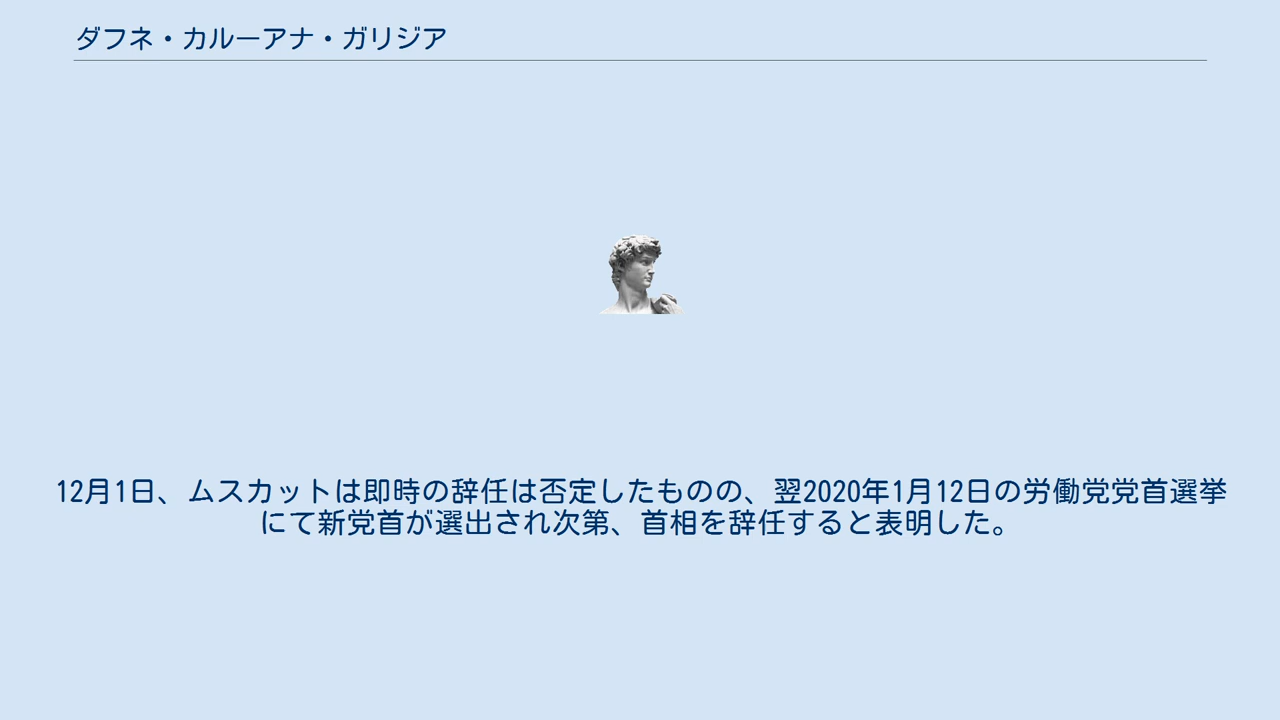 ダフネ・カルーアナ・ガリジア
12月1日、ムスカットは即時の辞任は否定したものの、翌2020年1月12日の労働党党首選挙
にて新党首が選出され次第、首相を辞任すると表明した。